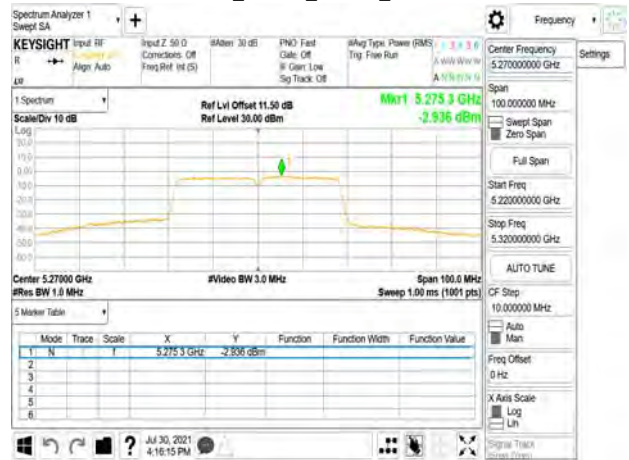 Spectrum Analyzer 1
Swept SA
+
Frequency
KEYSIGHT
Input: RF
Input Z: 50 Ω
#Atten: 30 dB
PNO: Fast
#Avg Type: Power (RMS)
Center Frequency
5.270000000 GHz
Settings
R
Align: Auto
Corrections: Off
Freq Ref: Int (S)
Gate: Off
IF Gain: Low
Sig Track: Off
Trig: Free Run
Span
100.000000 MHz
Swept Span
Zero Span
Full Span
Start Freq
5.220000000 GHz
Stop Freq
5.320000000 GHz
AUTO TUNE
CF Step
10.000000 MHz
Auto
Man
Freq Offset
0 Hz
X Axis Scale
Log
Lin
Signal Track
1 Spectrum
Scale/Div 10 dB
Ref Lvl Offset 11.50 dB
Ref Level 30.00 dBm
Mkr1 5.275 3 GHz
-2.936 dBm
Log
Center 5.27000 GHz
#Video BW 3.0 MHz
Span 100.0 MHz
#Res BW 1.0 MHz
Sweep 1.00 ms (1001 pts)
5 Marker Table
Mode Trace Scale X Y Function Function Width Function Value
1 N f 5.275 3 GHz -2.936 dBm
2
3
4
5
6
?
Jul 30, 2021
4:16:15 PM